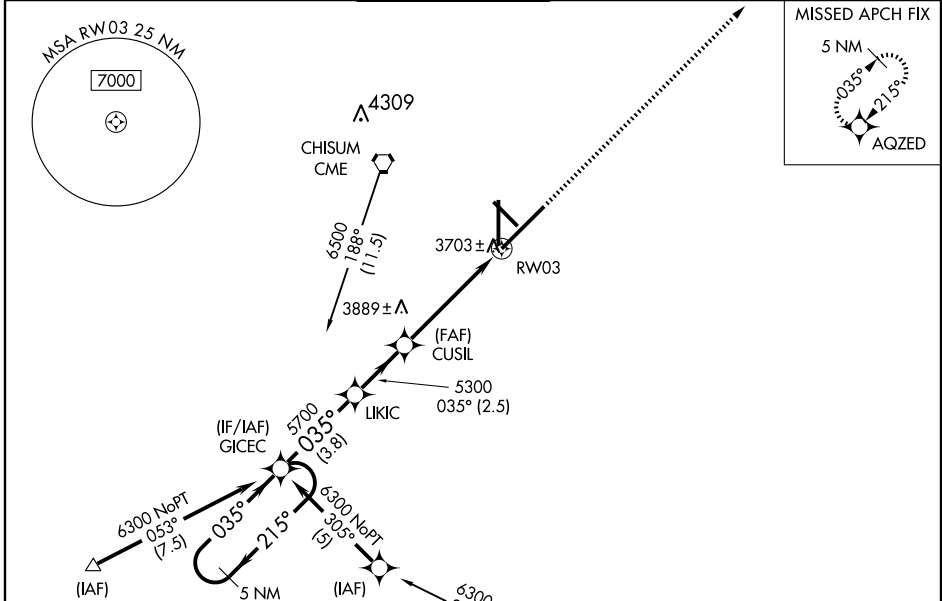 MSA RW03 25 NM
7000
MISSED APCH FIX
5 NM
035°
215°
AQZED
4309
CHISUM
CME
6500
188°
(11.5)
3703±
RW03
3889±
(FAF)
CUSIL
5300
035° (2.5)
LIKIC
5700
035°
(3.8)
(IF/IAF)
GICEC
6300 NoPT
053°
(7.5)
035°
215°
6300 NoPT
305°
(5)
(IAF)
5 NM
(IAF)
6300